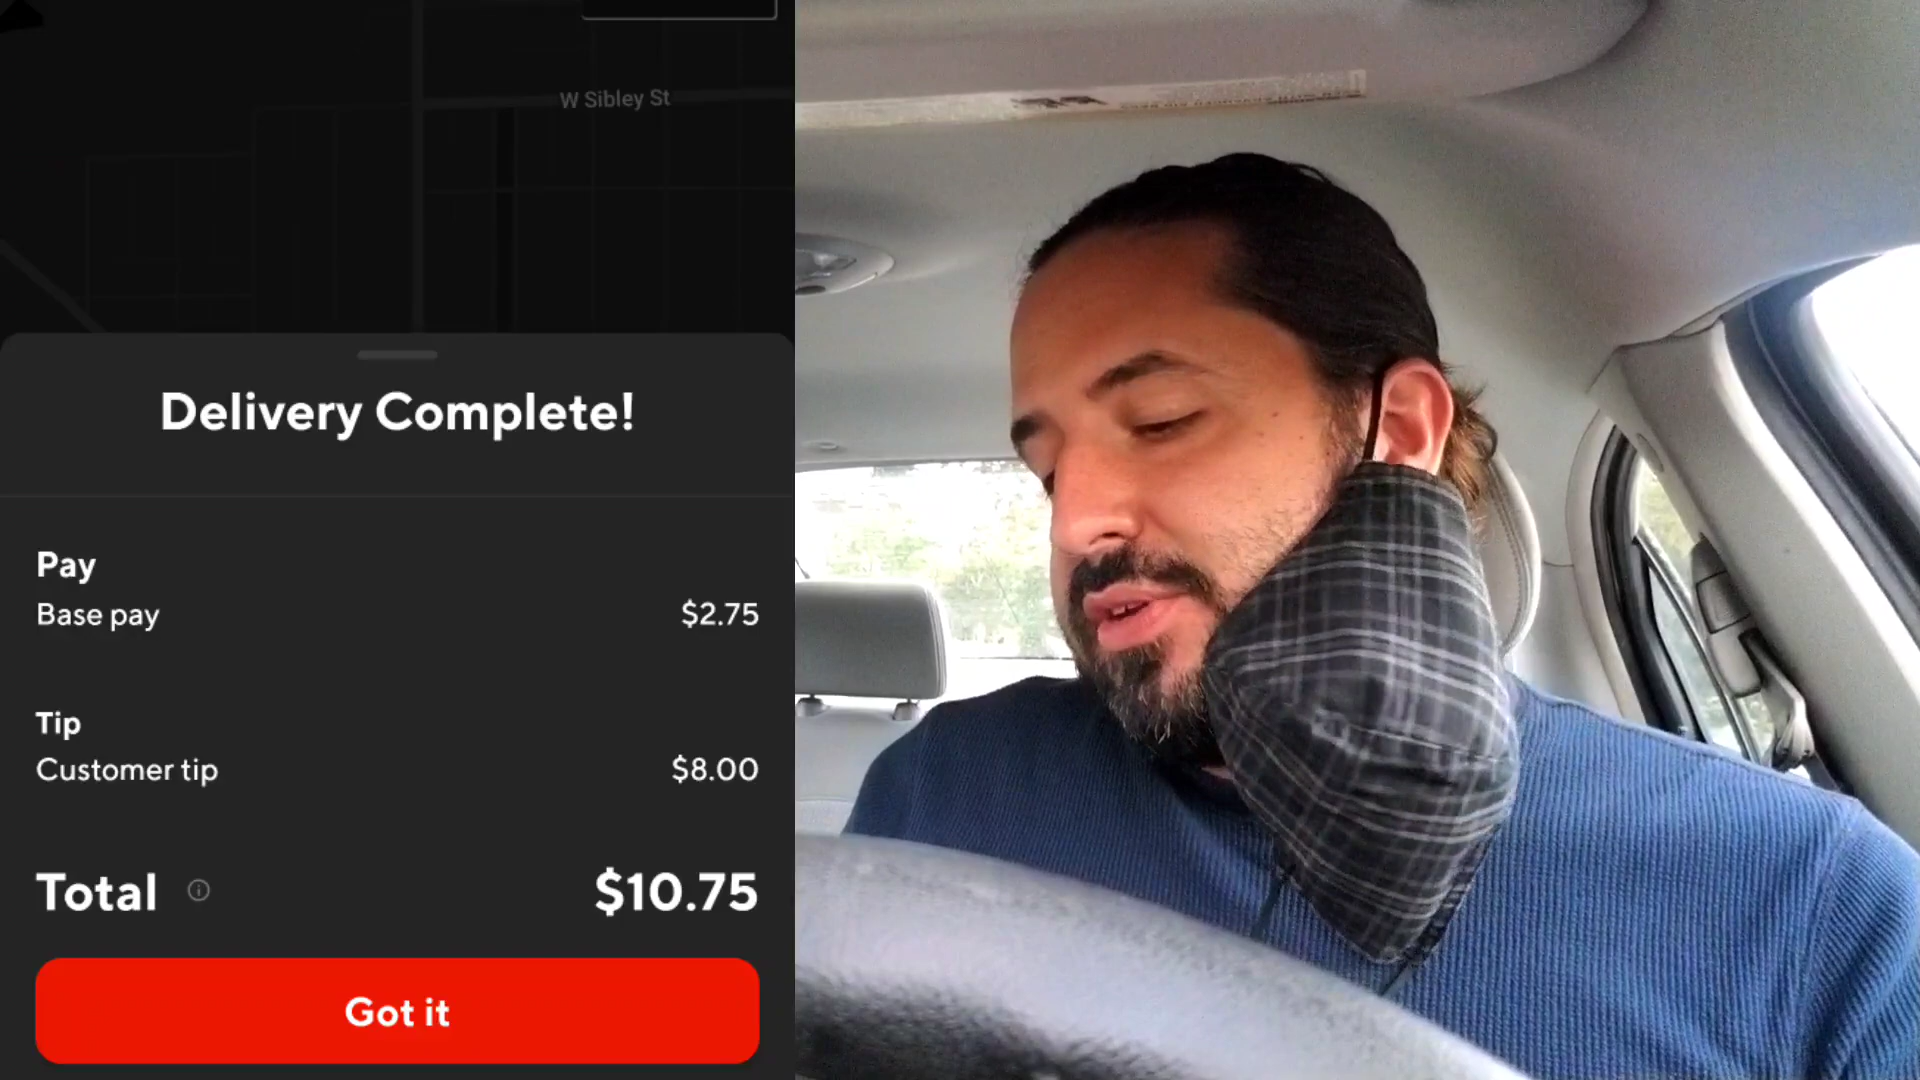 W Sibley St
Delivery Complete!
Pay
Base pay $2.75
Tip
Customer tip $8.00
Total $10.75
Got it